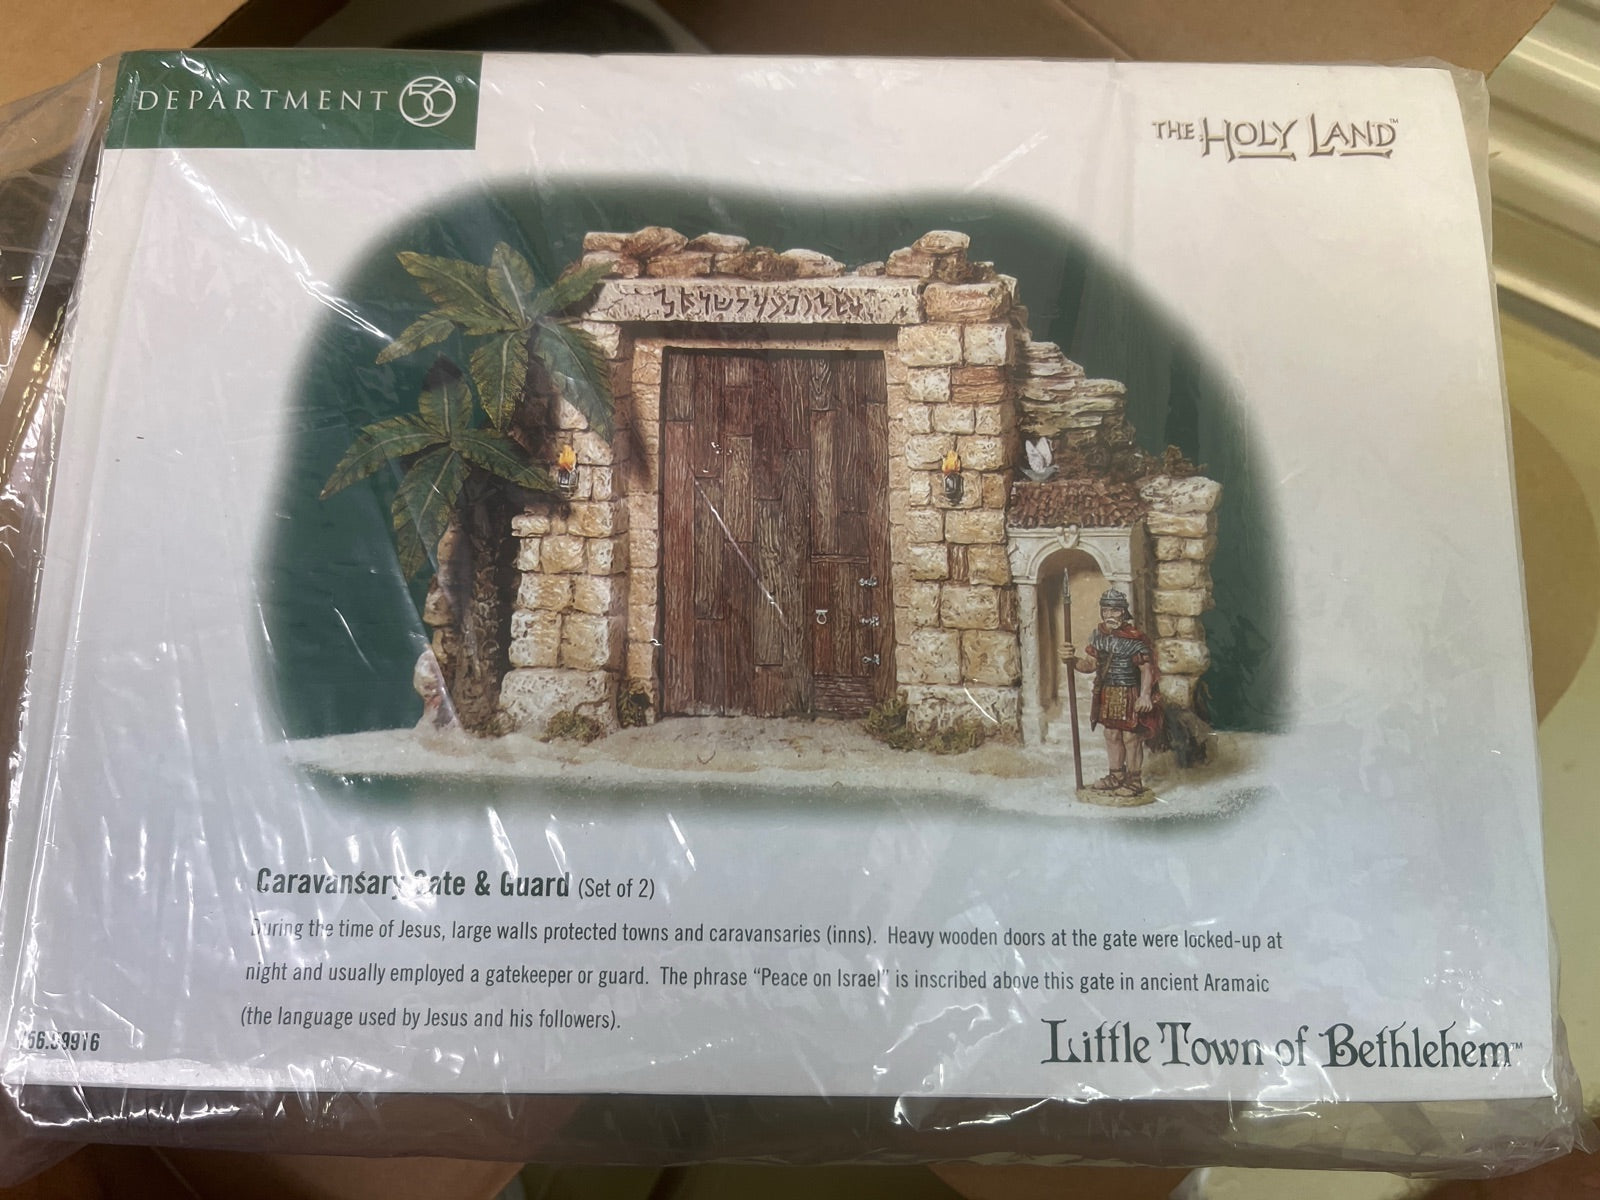 DEPARTMENT 56®
THE HOLY LAND™
Caravansary Gate & Guard (Set of 2)
During the time of Jesus, large walls protected towns and caravansaries (inns). Heavy wooden doors at the gate were locked-up at
night and usually employed a gatekeeper or guard. The phrase “Peace on Israel” is inscribed above this gate in ancient Aramaic
(the language used by Jesus and his followers).
Little Town of Bethlehem™